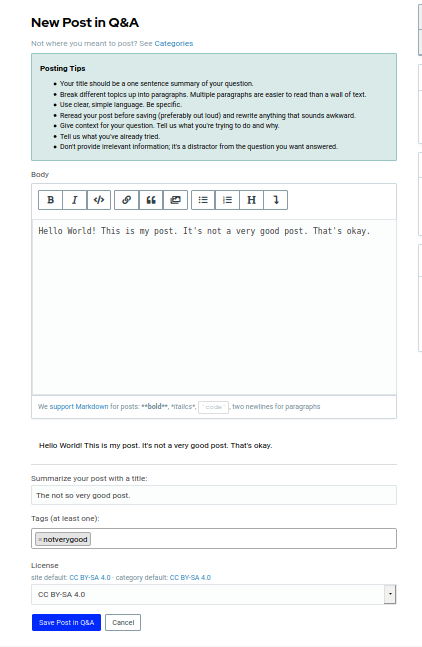 New Post in Q&A
Not where you meant to post? See Categories
Posting Tips
Your title should be a one sentence summary of your question.
Break different topics up into paragraphs. Multiple paragraphs are easier to read than a wall of text.
Use clear, simple language. Be specific.
Reread your post before saving (preferably out loud) and rewrite anything that sounds awkward.
Give context for your question. Tell us what you're trying to do and why.
Tell us what you've already tried.
Don't provide irrelevant information; it's a distractor from the question you want answered.
Body
B I </> H
Hello World! This is my post. It's not a very good post. That's okay.
We support Markdown for posts: **bold**, *italics*, `code`, two newlines for paragraphs
Hello World! This is my post. It's not a very good post. That's okay.
Summarize your post with a title:
The not so very good post.
Tags (at least one):
×notverygood
License
site default: CC BY-SA 4.0 · category default: CC BY-SA 4.0
CC BY-SA 4.0
Save Post in Q&A Cancel